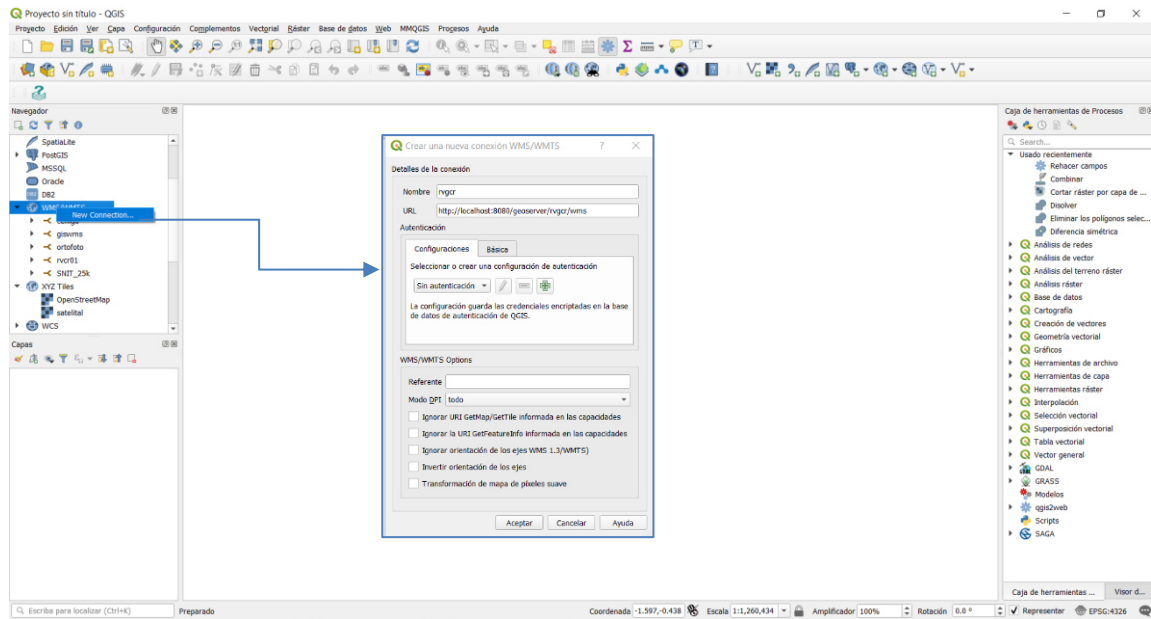 Proyecto sin título - QGIS
Proyecto Edición Ver Capa Configuración Complementos Vectorial Ráster Base de datos Web MMQGIS Procesos Ayuda
Navegador
SpatiaLite
PostGIS
MSSQL
Oracle
DB2
WMS/WMTS
New Connection...
giswms
ortofoto
rvcr01
SNIT_25k
XYZ Tiles
OpenStreetMap
satelital
WCS
Capas
Crear una nueva conexión WMS/WMTS ? ×
Detalles de la conexión
Nombre rvgcr
URL http://localhost:8080/geoserver/rvgcr/wms
Autenticación
Configuraciones Básica
Seleccionar o crear una configuración de autenticación
Sin autenticación
La configuración guarda las credenciales encriptadas en la base
de datos de autenticación de QGIS.
WMS/WMTS Options
Referente
Modo DPI todo
Ignorar URI GetMap/GetTile informada en las capacidades
Ignorar la URI GetFeatureInfo informada en las capacidades
Ignorar orientación de los ejes WMS 1.3/WMTS)
Invertir orientación de los ejes
Transformación de mapa de píxeles suave
Aceptar Cancelar Ayuda
Caja de herramientas de Procesos
Search...
Usado recientemente
Rehacer campos
Combinar
Cortar ráster por capa de ...
Disolver
Eliminar los polígonos selec...
Diferencia simétrica
Análisis de redes
Análisis de vector
Análisis del terreno ráster
Análisis ráster
Base de datos
Cartografía
Creación de vectores
Geometría vectorial
Gráficos
Herramientas de archivo
Herramientas de capa
Herramientas ráster
Interpolación
Selección vectorial
Superposición vectorial
Tabla vectorial
Vector general
GDAL
GRASS
Modelos
qgis2web
Scripts
SAGA
Caja de herramientas ... Visor d...
Escriba para localizar (Ctrl+K) Preparado Coordenada -1.597,-0.438 Escala 1:1,260,434 Amplificador 100% Rotación 0.0 ° Representar EPSG:4326